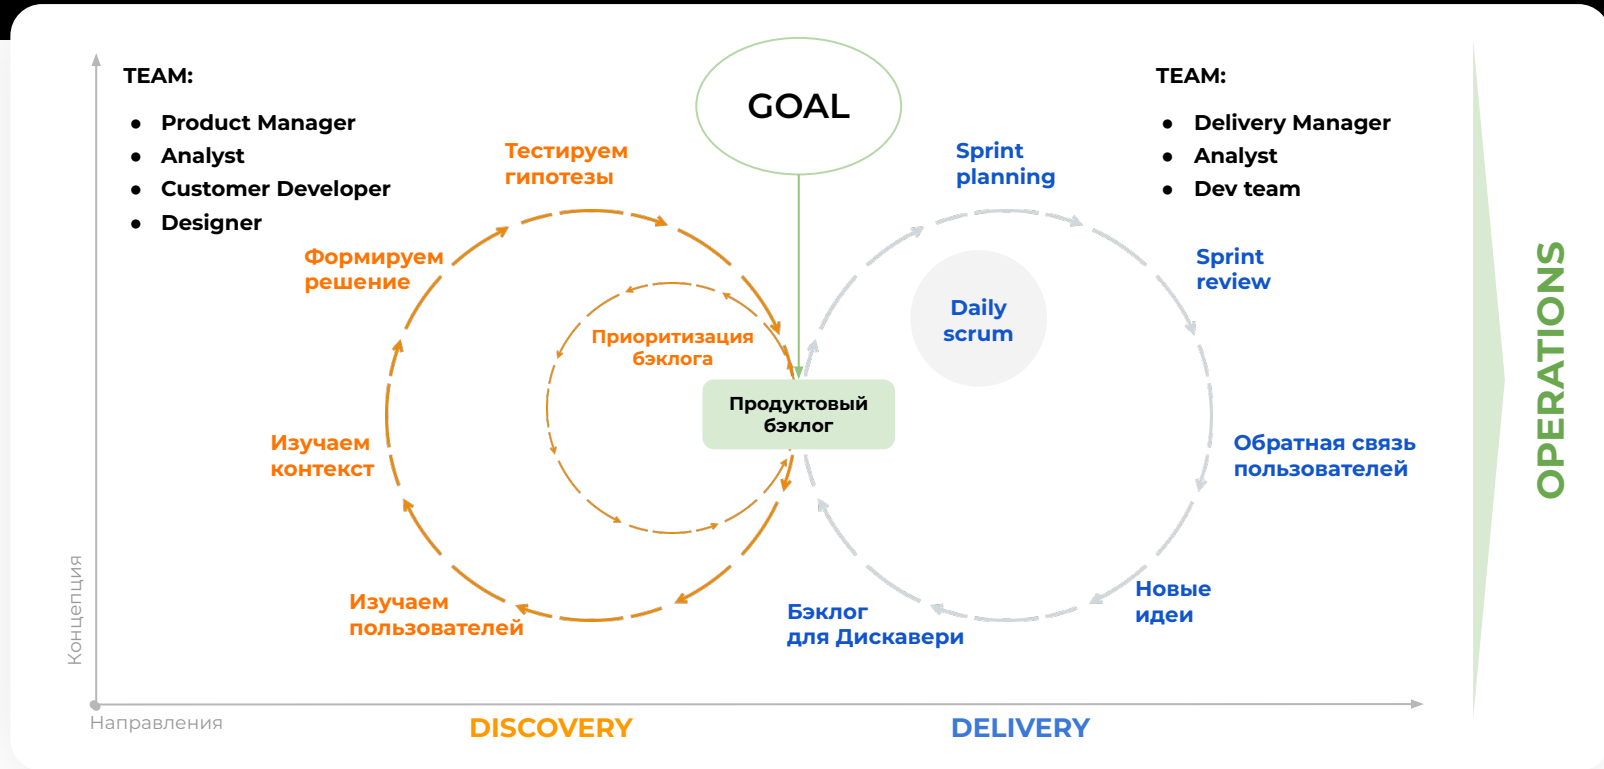 TEAM:
● Product Manager
● Analyst
● Customer Developer
● Designer
GOAL
TEAM:
● Delivery Manager
● Analyst
● Dev team
Тестируем
гипотезы
Формируем
решение
Изучаем
контекст
Изучаем
пользователей
Приоритизация
бэклога
Продуктовый
бэклог
Sprint
planning
Daily
scrum
Sprint
review
Обратная связь
пользователей
Новые
идеи
Бэклог
для Дискавери
OPERATIONS
Концепция
Направления
DISCOVERY
DELIVERY